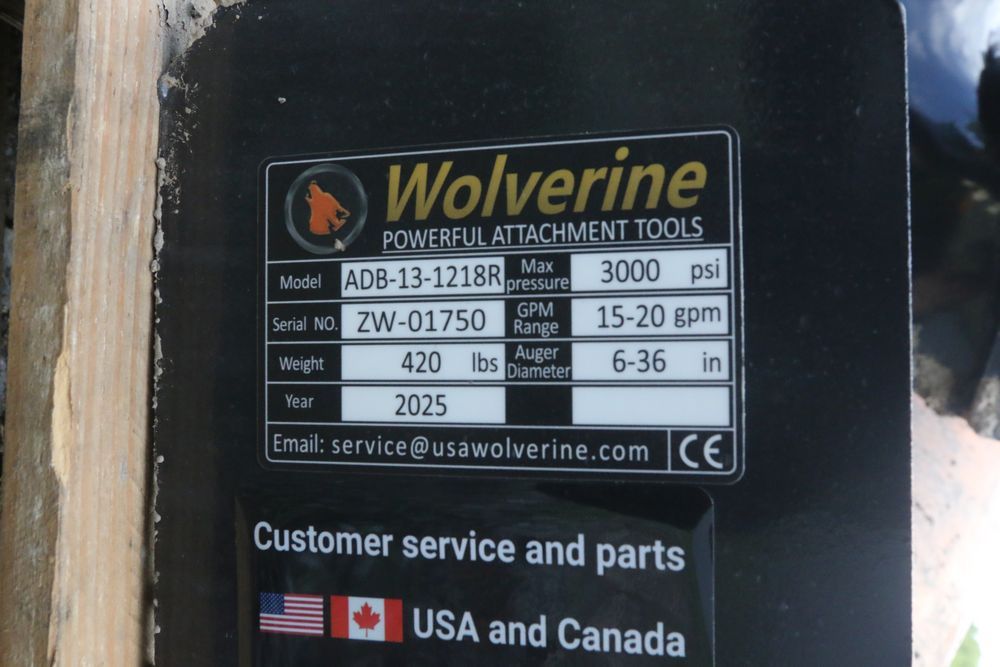 Wolverine
POWERFUL ATTACHMENT TOOLS
Model ADB-13-1218R Max pressure 3000 psi
Serial NO. ZW-01750 GPM Range 15-20 gpm
Weight 420 lbs Auger Diameter 6-36 in
Year 2025
Email: service@usawolverine.com CE
Customer service and parts
USA and Canada